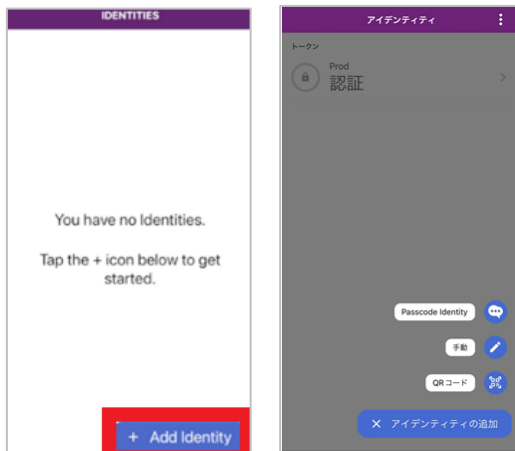 IDENTITIES
You have no Identities.
Tap the + icon below to get
started.
+ Add Identity
アイデンティティ
トークン
Prod
認証
Passcode Identity
手動
QRコード
× アイデンティティの追加